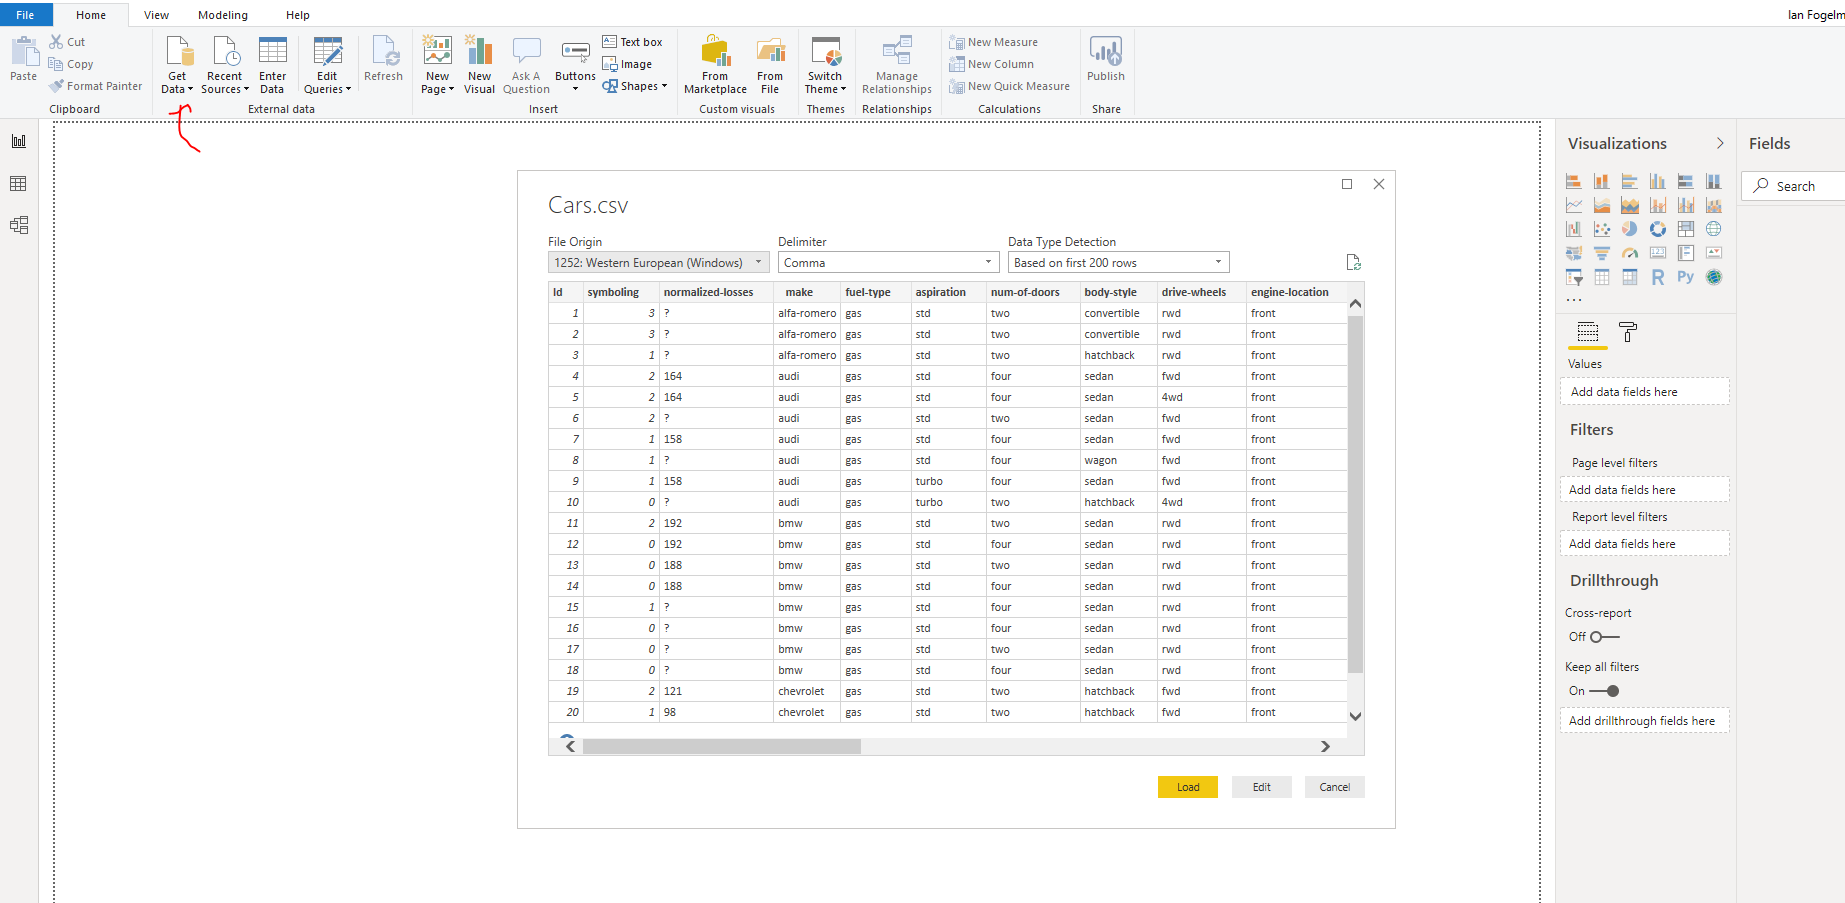 File Home View Modeling Help Ian Fogelm
Paste Cut Copy Format Painter
Clipboard
Get Data Recent Sources Enter Data Edit Queries Refresh
External data
New Page New Visual Ask A Question Buttons Text box Image Shapes
Insert
From Marketplace From File
Custom visuals
Switch Theme
Themes
Manage Relationships
Relationships
New Measure
New Column
New Quick Measure
Calculations
Publish
Share
Cars.csv
File Origin Delimiter Data Type Detection
1252: Western European (Windows) Comma Based on first 200 rows
Id symboling normalized-losses make fuel-type aspiration num-of-doors body-style drive-wheels engine-location
1 3 ? alfa-romero gas std two convertible rwd front
2 3 ? alfa-romero gas std two convertible rwd front
3 1 ? alfa-romero gas std two hatchback rwd front
4 2 164 audi gas std four sedan fwd front
5 2 164 audi gas std four sedan 4wd front
6 2 ? audi gas std two sedan fwd front
7 1 158 audi gas std four sedan fwd front
8 1 ? audi gas std four wagon fwd front
9 1 158 audi gas turbo four sedan fwd front
10 0 ? audi gas turbo two hatchback 4wd front
11 2 192 bmw gas std two sedan rwd front
12 0 192 bmw gas std four sedan rwd front
13 0 188 bmw gas std two sedan rwd front
14 0 188 bmw gas std four sedan rwd front
15 1 ? bmw gas std four sedan rwd front
16 0 ? bmw gas std four sedan rwd front
17 0 ? bmw gas std two sedan rwd front
18 0 ? bmw gas std four sedan rwd front
19 2 121 chevrolet gas std two hatchback fwd front
20 1 98 chevrolet gas std two hatchback fwd front
Load Edit Cancel
Visualizations
R Py
Values
Add data fields here
Filters
Page level filters
Add data fields here
Report level filters
Add data fields here
Drillthrough
Cross-report
Off
Keep all filters
On
Add drillthrough fields here
Fields
Search